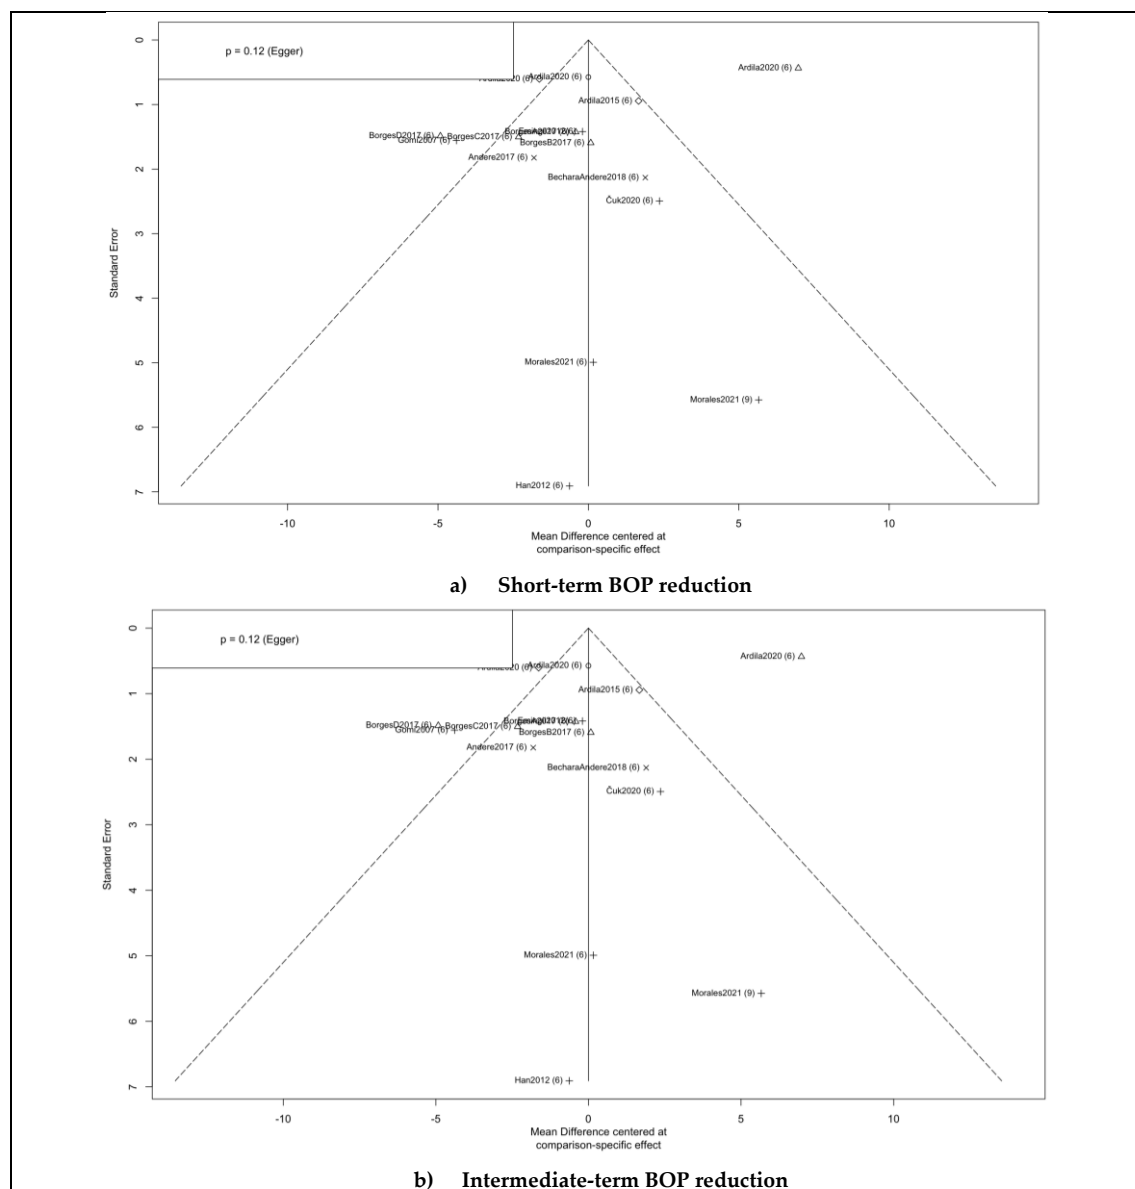 p = 0.12 (Egger)
0
1
2
3
4
5
6
7
Standard Error
Ardila2020 (6)
Ardila2020 (6)
Ardila2020 (6)
Ardila2015 (6)
BorgesD2017 (6)
BorgesC2017 (6)
Gomi2007 (6)
BorgesB2017 (6)
Andere2017 (6)
BecharaAndere2018 (6)
Čuk2020 (6)
Morales2021 (6)
Morales2021 (9)
Han2012 (6)
-10
-5
0
5
10
Mean Difference centered at
comparison-specific effect
a) Short-term BOP reduction
p = 0.12 (Egger)
0
1
2
3
4
5
6
7
Standard Error
Ardila2020 (6)
Ardila2020 (6)
Ardila2020 (6)
Ardila2015 (6)
BorgesD2017 (6)
BorgesC2017 (6)
Gomi2007 (6)
BorgesB2017 (6)
Andere2017 (6)
BecharaAndere2018 (6)
Čuk2020 (6)
Morales2021 (6)
Morales2021 (9)
Han2012 (6)
-10
-5
0
5
10
Mean Difference centered at
comparison-specific effect
b) Intermediate-term BOP reduction